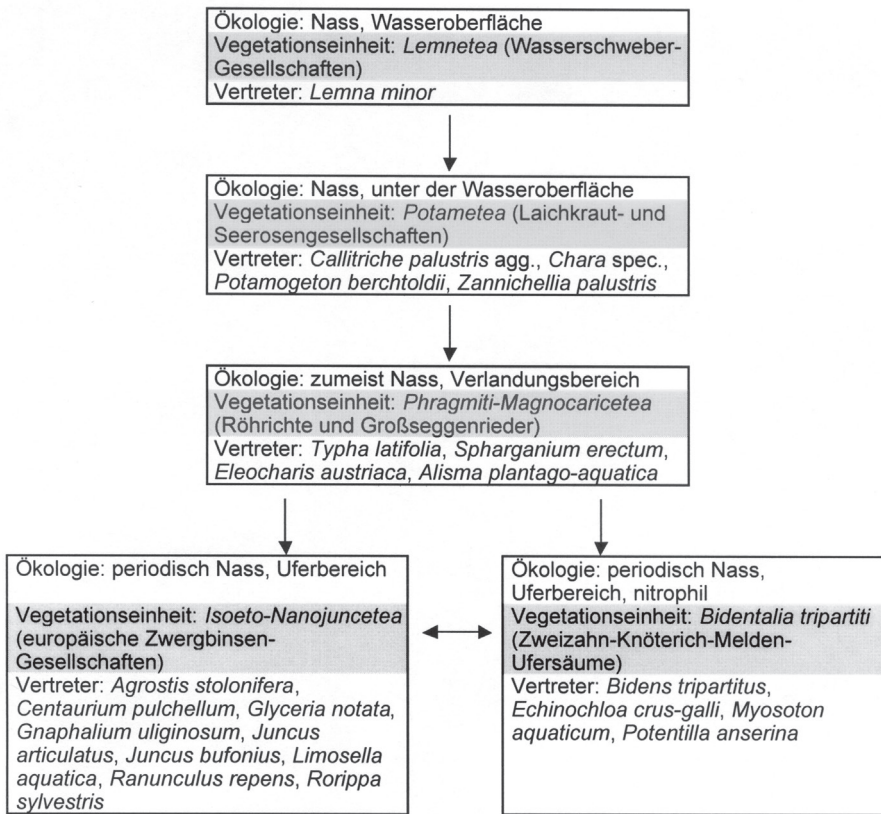 Ökologie: Nass, Wasseroberfläche
Vegetationseinheit: Lemnetea (Wasserschweber-
Gesellschaften)
Vertreter: Lemna minor
Ökologie: Nass, unter der Wasseroberfläche
Vegetationseinheit: Potametea (Laichkraut- und
Seerosengesellschaften)
Vertreter: Callitriche palustris agg., Chara spec.,
Potamogeton berchtoldii, Zannichellia palustris
Ökologie: zumeist Nass, Verlandungsbereich
Vegetationseinheit: Phragmiti-Magnocaricetea
(Röhrichte und Großseggenrieder)
Vertreter: Typha latifolia, Spharganium erectum,
Eleocharis austriaca, Alisma plantago-aquatica
Ökologie: periodisch Nass, Uferbereich
Vegetationseinheit: Isoeto-Nanojuncetea
(europäische Zwergbinsen-
Gesellschaften)
Vertreter: Agrostis stolonifera,
Centaurium pulchellum, Glyceria notata,
Gnaphalium uliginosum, Juncus
articulatus, Juncus bufonius, Limosella
aquatica, Ranunculus repens, Rorippa
sylvestris
Ökologie: periodisch Nass,
Uferbereich, nitrophil
Vegetationseinheit: Bidentalia tripartiti
(Zweizahn-Knöterich-Melden-
Ufersäume)
Vertreter: Bidens tripartitus,
Echinochloa crus-galli, Myosoton
aquaticum, Potentilla anserina